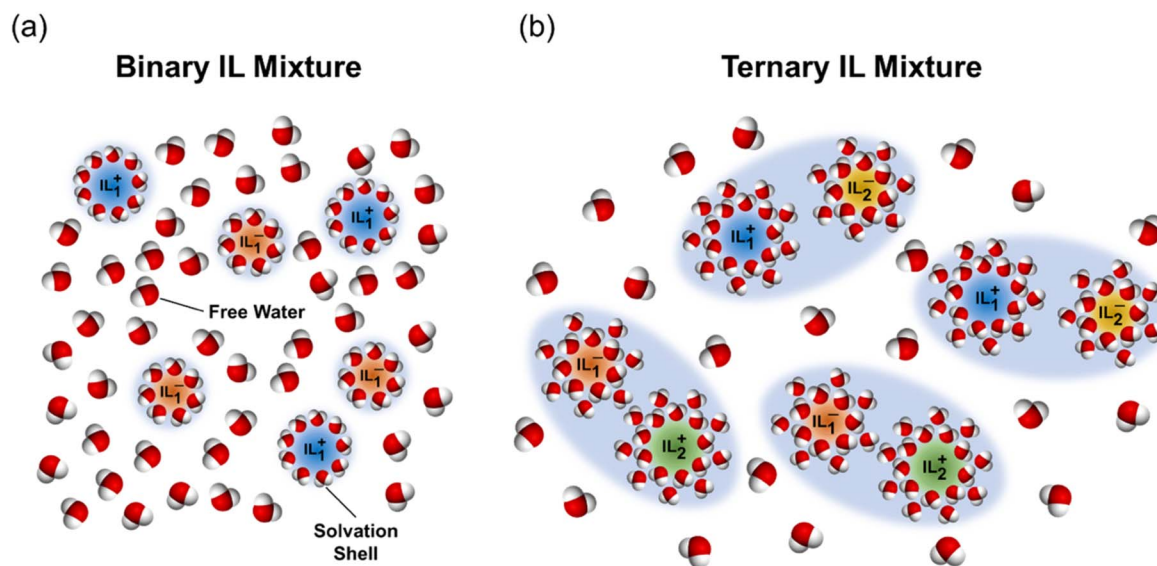 (a)
Binary IL Mixture
IL₁⁺
IL₁⁺
IL₁⁻
Free Water
IL₁⁻
IL₁⁻
IL₁⁺
Solvation
Shell
(b)
Ternary IL Mixture
IL₂⁻
IL₁⁺
IL₁⁺
IL₂⁻
IL₁⁻
IL₁⁻
IL₂⁺
IL₂⁺